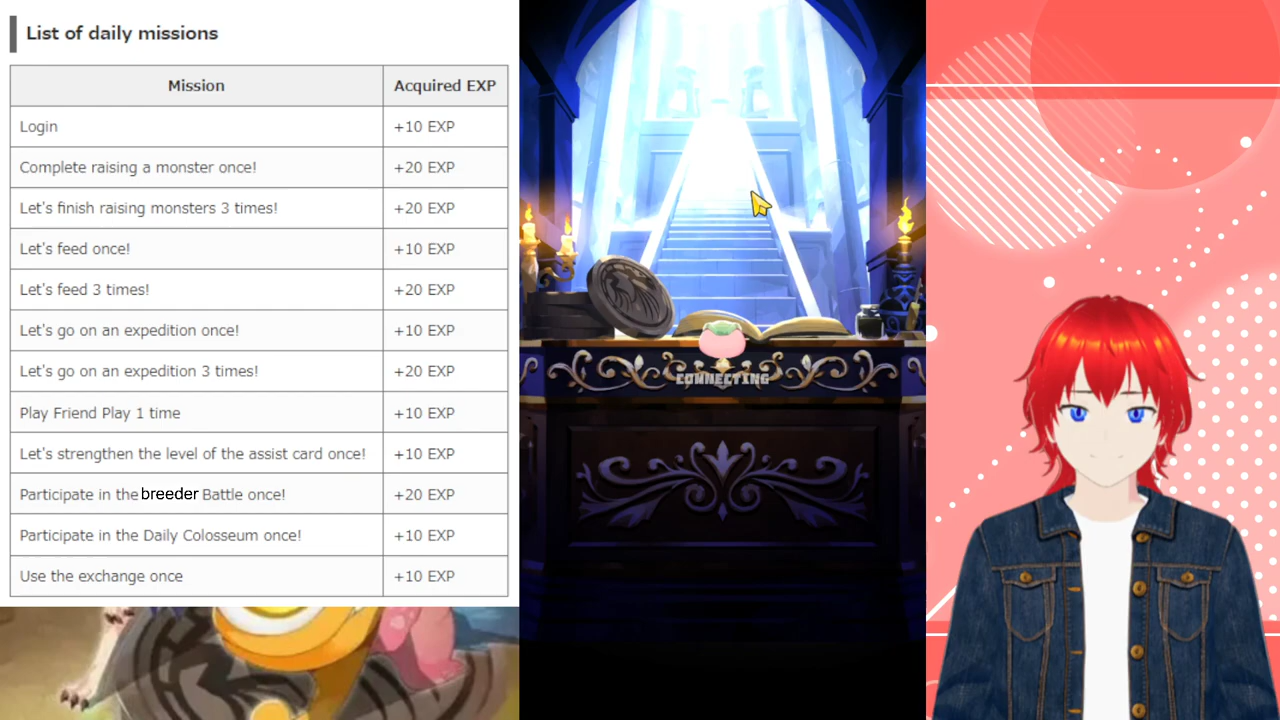 List of daily missions
Mission Acquired EXP
Login +10 EXP
Complete raising a monster once! +20 EXP
Let's finish raising monsters 3 times! +20 EXP
Let's feed once! +10 EXP
Let's feed 3 times! +20 EXP
Let's go on an expedition once! +10 EXP
Let's go on an expedition 3 times! +20 EXP
Play Friend Play 1 time +10 EXP
Let's strengthen the level of the assist card once! +10 EXP
Participate in the breeder Battle once! +20 EXP
Participate in the Daily Colosseum once! +10 EXP
Use the exchange once +10 EXP
CONNECTING